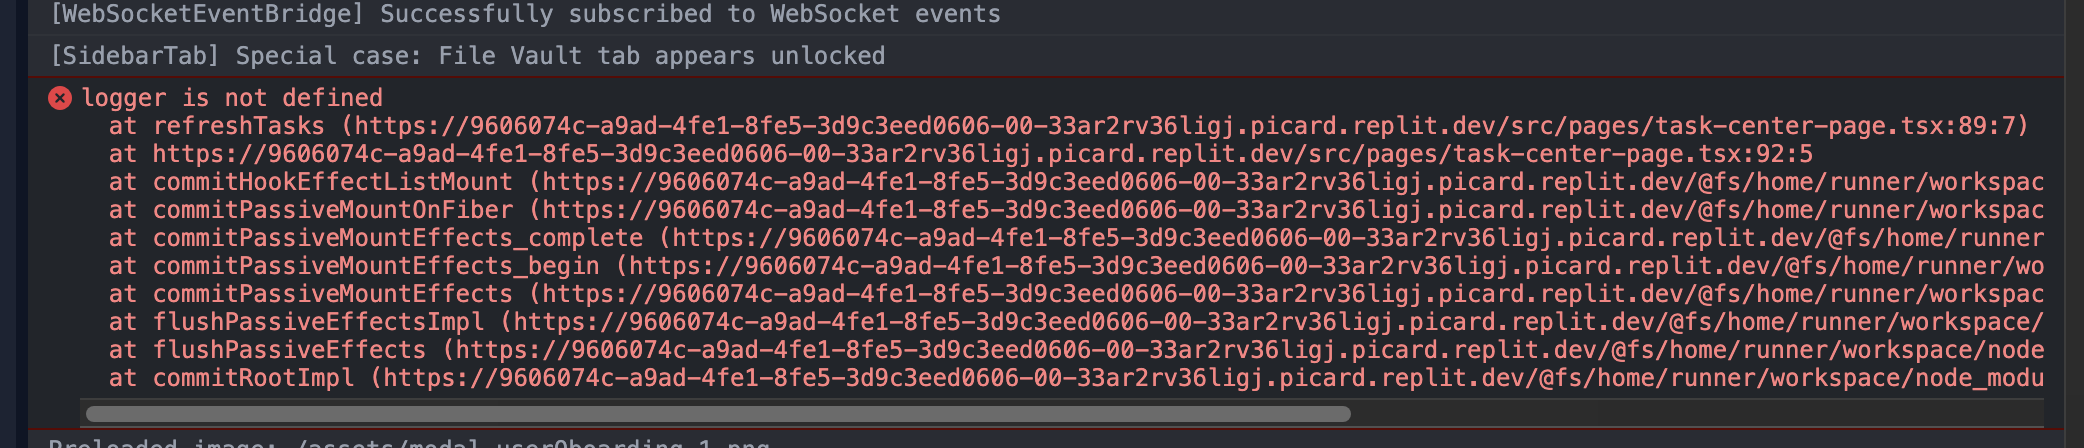 [WebSocketEventBridge] Successfully subscribed to WebSocket events
[SidebarTab] Special case: File Vault tab appears unlocked
logger is not defined
at refreshTasks (https://9606074c-a9ad-4fe1-8fe5-3d9c3eed0606-00-33ar2rv36ligj.picard.replit.dev/src/pages/task-center-page.tsx:89:7)
at https://9606074c-a9ad-4fe1-8fe5-3d9c3eed0606-00-33ar2rv36ligj.picard.replit.dev/src/pages/task-center-page.tsx:92:5
at commitHookEffectListMount (https://9606074c-a9ad-4fe1-8fe5-3d9c3eed0606-00-33ar2rv36ligj.picard.replit.dev/@fs/home/runner/workspac
at commitPassiveMountOnFiber (https://9606074c-a9ad-4fe1-8fe5-3d9c3eed0606-00-33ar2rv36ligj.picard.replit.dev/@fs/home/runner/workspac
at commitPassiveMountEffects_complete (https://9606074c-a9ad-4fe1-8fe5-3d9c3eed0606-00-33ar2rv36ligj.picard.replit.dev/@fs/home/runner
at commitPassiveMountEffects_begin (https://9606074c-a9ad-4fe1-8fe5-3d9c3eed0606-00-33ar2rv36ligj.picard.replit.dev/@fs/home/runner/wo
at commitPassiveMountEffects (https://9606074c-a9ad-4fe1-8fe5-3d9c3eed0606-00-33ar2rv36ligj.picard.replit.dev/@fs/home/runner/workspac
at flushPassiveEffectsImpl (https://9606074c-a9ad-4fe1-8fe5-3d9c3eed0606-00-33ar2rv36ligj.picard.replit.dev/@fs/home/runner/workspace/
at flushPassiveEffects (https://9606074c-a9ad-4fe1-8fe5-3d9c3eed0606-00-33ar2rv36ligj.picard.replit.dev/@fs/home/runner/workspace/node
at commitRootImpl (https://9606074c-a9ad-4fe1-8fe5-3d9c3eed0606-00-33ar2rv36ligj.picard.replit.dev/@fs/home/runner/workspace/node_modu
Preloaded image: